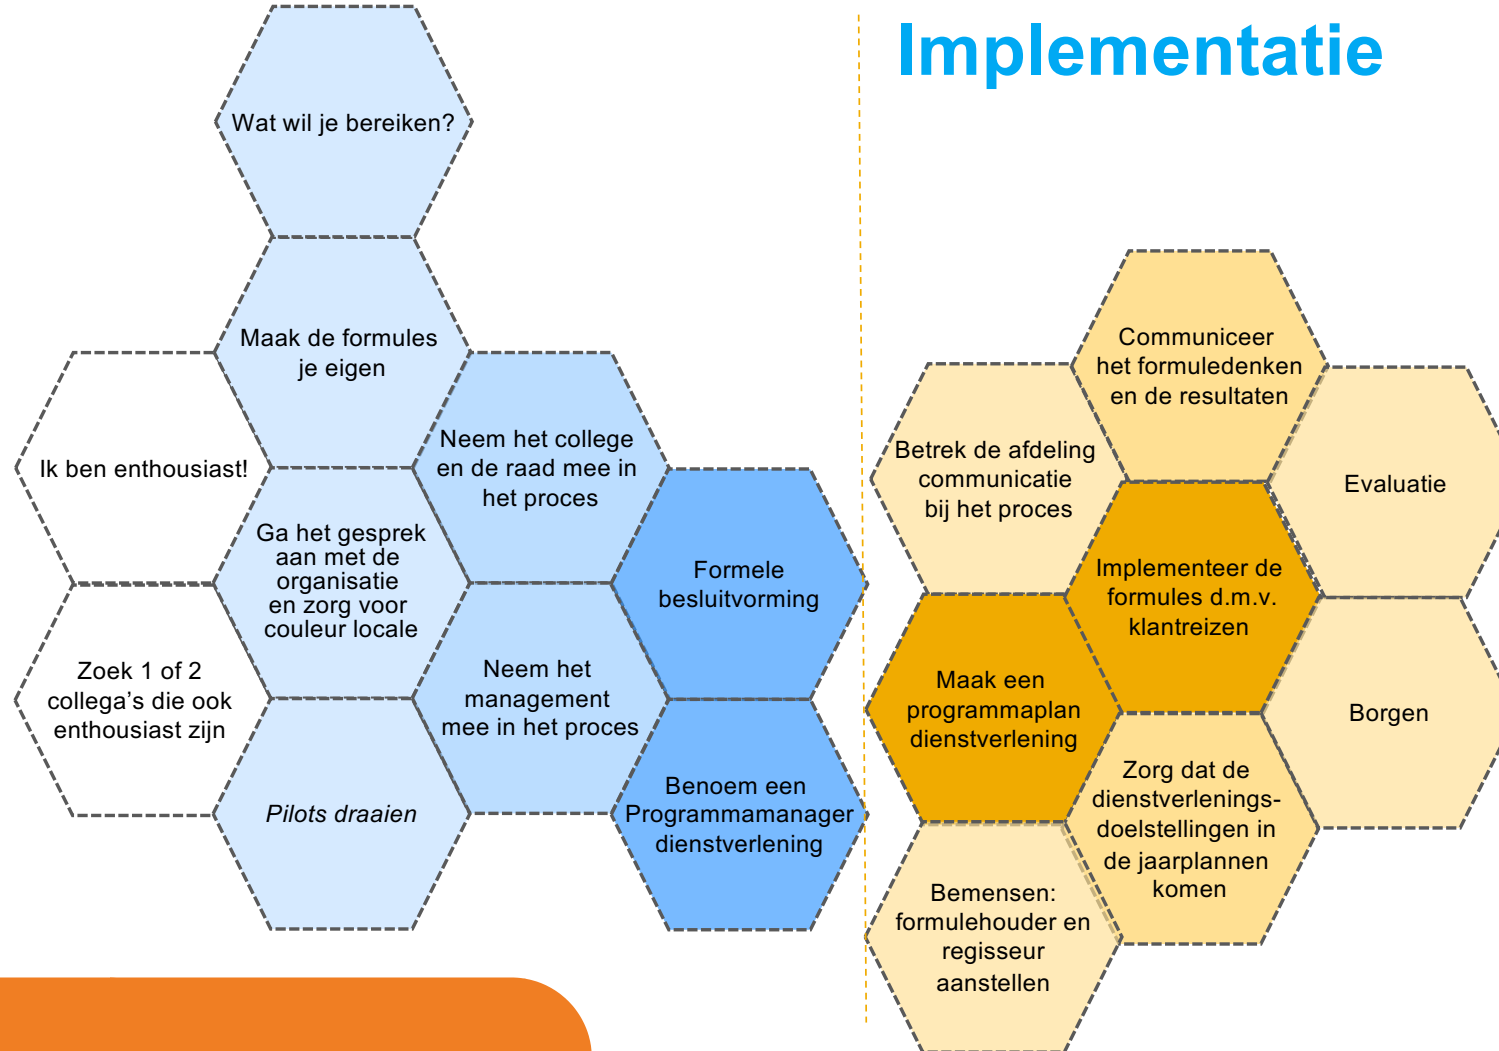 Implementatie
Wat wil je bereiken?
Maak de formules
je eigen
Ik ben enthousiast!
Zoek 1 of 2
collega's die ook
enthousiast zijn
Ga het gesprek
aan met de
organisatie
en zorg voor
couleur locale
Pilots draaien
Neem het college
en de raad mee in
het proces
Neem het
management
mee in het proces
Formele
besluitvorming
Benoem een
Programmamanager
dienstverlening
Communiceer
het formuledenken
en de resultaten
Betrek de afdeling
communicatie
bij het proces
Evaluatie
Implementeer de
formules d.m.v.
klantreizen
Maak een
programmaplan
dienstverlening
Borgen
Zorg dat de
dienstverlenings-
doelstellingen in
de jaarplannen
komen
Bemensen:
formulehouder en
regisseur
aanstellen